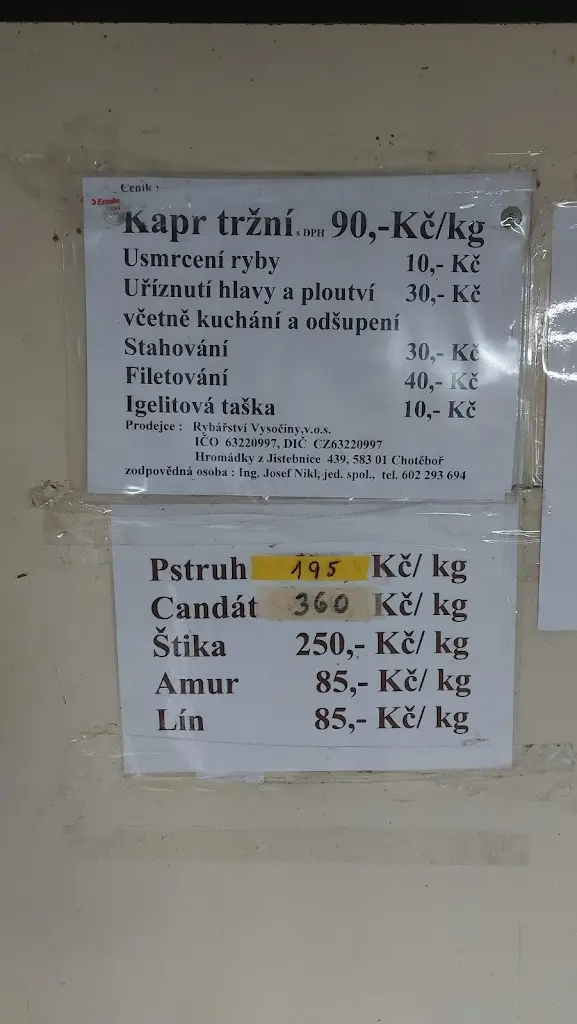 Ceník :
Esselte
Kapr tržní s DPH 90,-Kč/kg
Usmrcení ryby 10,- Kč
Uříznutí hlavy a ploutví 30,- Kč
včetně kuchání a odšupení
Stahování 30,- Kč
Filetování 40,- Kč
Igelitová taška 10,- Kč
Prodejce : Rybářství Vysočiny,v.o.s.
IČO 63220997, DIČ CZ63220997
Hromádky z Jistebnice 439, 583 01 Chotěboř
zodpovědná osoba : Ing. Josef Nikl, jed. spol., tel. 602 293 694
Pstruh 195 Kč/ kg
Candát 360 Kč/ kg
Štika 250,- Kč/ kg
Amur 85,- Kč/ kg
Lín 85,- Kč/ kg